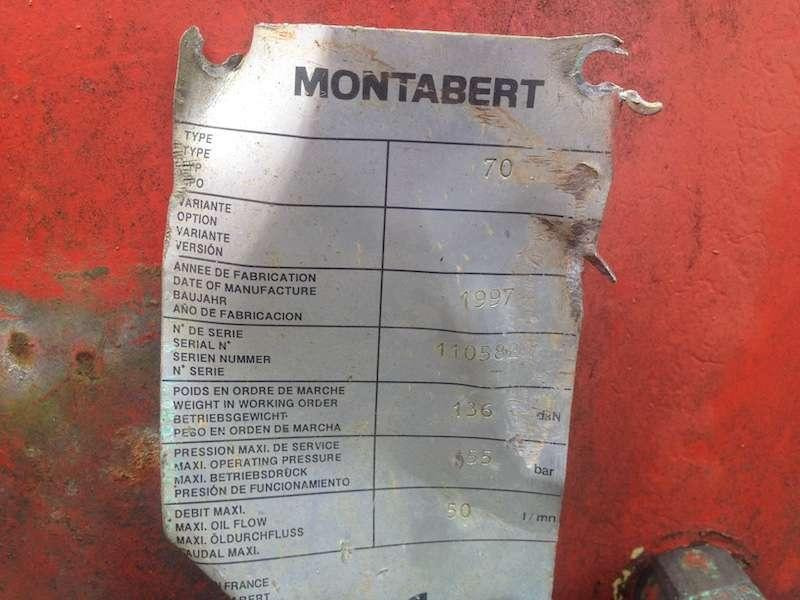 MONTABERT
TYPE
TYPE
70
VARIANTE
OPTION
VARIANTE
VERSIÓN
ANNEE DE FABRICATION
DATE OF MANUFACTURE
BAUJAHR
AÑO DE FABRICACION
1997
N° DE SERIE
SERIAL N°
SERIEN NUMMER
N° SERIE
POIDS EN ORDRE DE MARCHE
WEIGHT IN WORKING ORDER
BETRIEBSGEWICHT
PESO EN ORDEN DE MARCHA
136 daN
PRESSION MAXI. DE SERVICE
MAXI. OPERATING PRESSURE
MAXI. BETRIEBSDRÜCK
PRESIÓN DE FUNCIONAMIENTO
bar
DEBIT MAXI.
MAXI. OIL FLOW
MAXI. ÖLDURCHFLUSS
CAUDAL MAXI.
50 l/mn
FRANCE